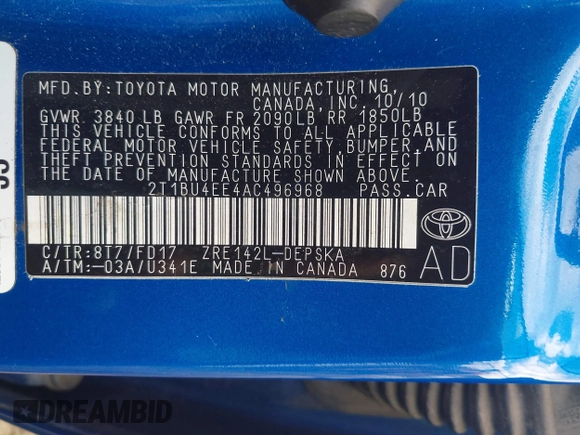 MFD. BY: TOYOTA MOTOR MANUFACTURING,
CANADA, INC. 10/10
GVWR 3840 LB GAWR FR 2090LB RR 1850LB
THIS VEHICLE CONFORMS TO ALL APPLICABLE
FEDERAL MOTOR VEHICLE SAFETY, BUMPER, AND
THEFT PREVENTION STANDARDS IN EFFECT ON
THE DATE OF MANUFACTURE SHOWN ABOVE.
2T1BU4EE4AC496968 PASS. CAR
C/TR: 8T7/FD17 ZRE142L-DEPSKA
A/TM: -03A/U341E MADE IN CANADA 876
AD
DREAMBID